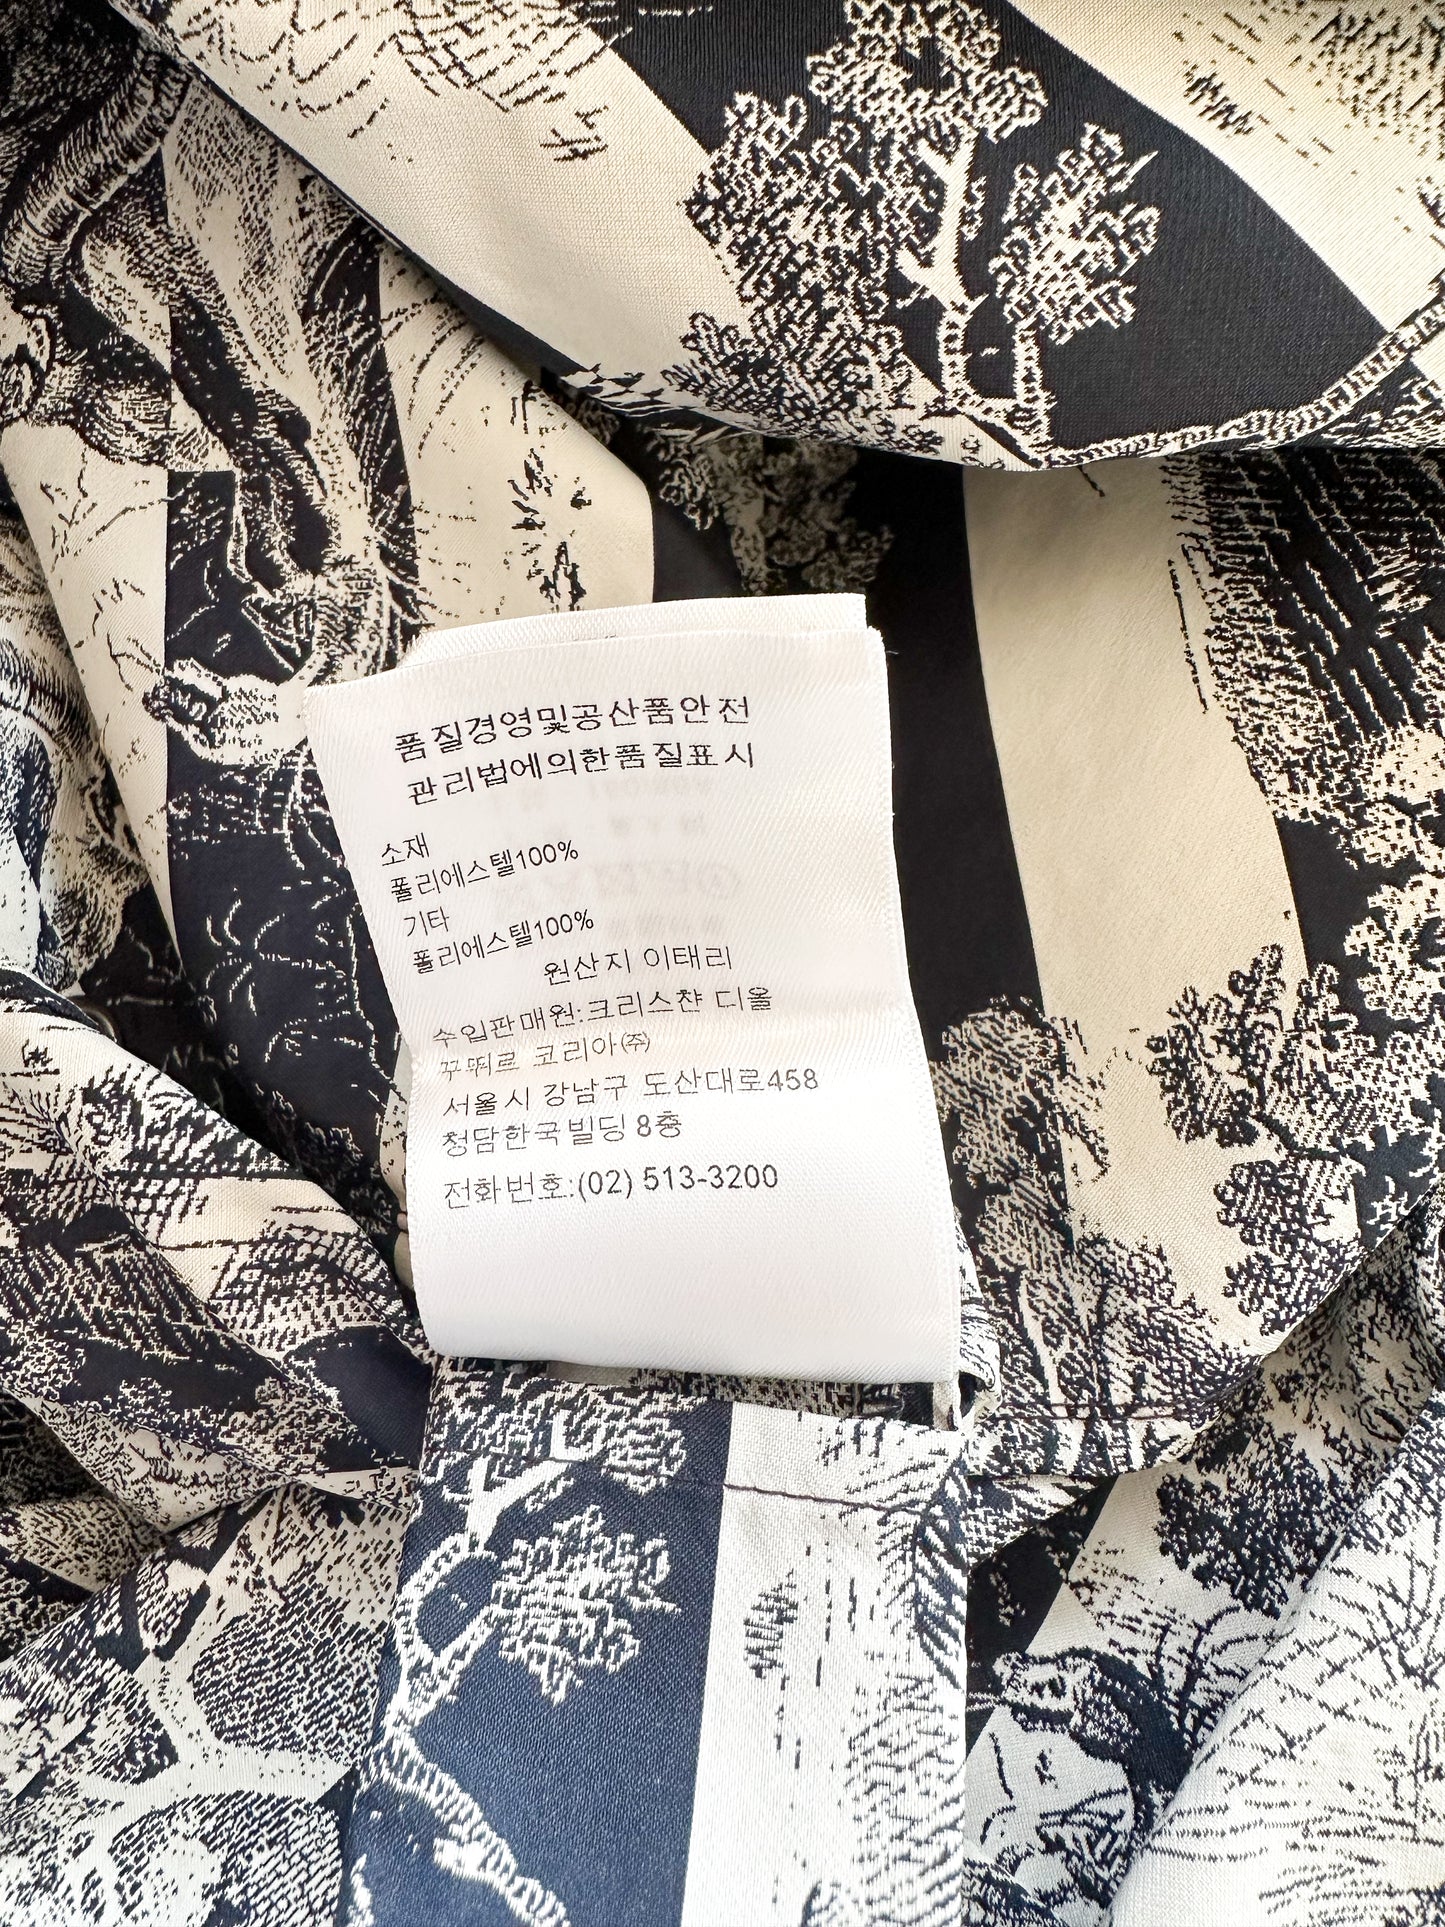 품질경영및공산품안전
관리법에의한품질표시
소재
폴리에스텔100%
기타
폴리에스텔100%
원산지 이태리
수입판매원:크리스챤 디올
꾸뛰르 코리아㈜
서울시 강남구 도산대로458
청담한국빌딩 8층
전화번호:(02) 513-3200